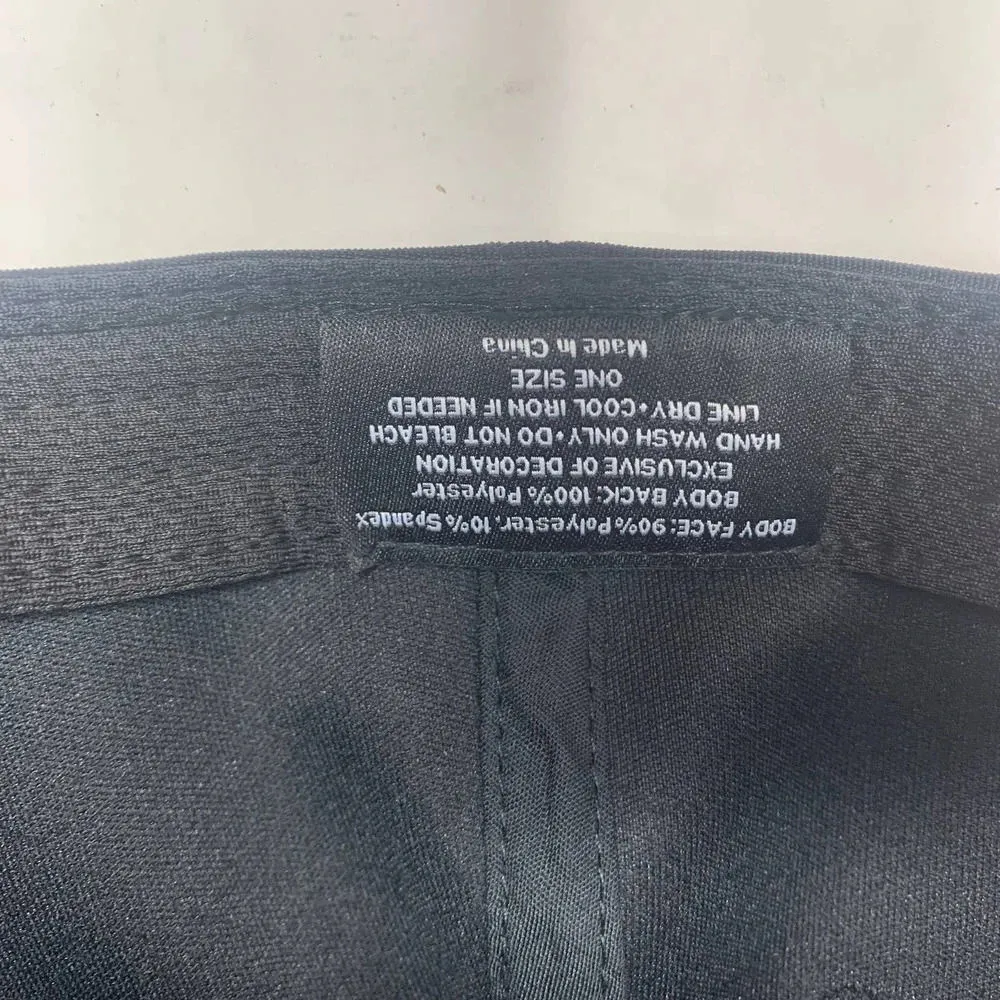 BODY FACE: 90% Polyester, 10% Spandex
BODY BACK: 100% Polyester
EXCLUSIVE OF DECORATION
HAND WASH ONLY•DO NOT BLEACH
LINE DRY•COOL IRON IF NEEDED
ONE SIZE
Made In China